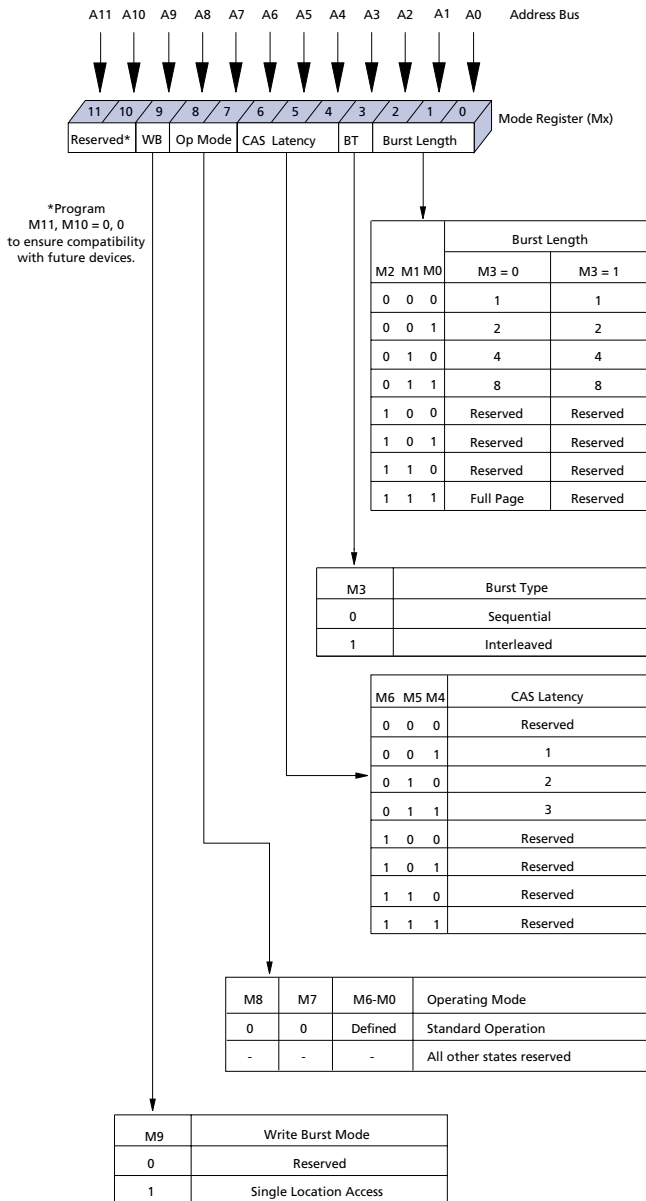 A11 A10 A9 A8 A7 A6 A5 A4 A3 A2 A1 A0 Address Bus
11 10 9 8 7 6 5 4 3 2 1 0
Mode Register (Mx)
Reserved* WB Op Mode CAS Latency BT Burst Length
*Program
M11, M10 = 0, 0
to ensure compatibility
with future devices.
Burst Length
M2 M1 M0 M3 = 0 M3 = 1
0 0 0 1 1
0 0 1 2 2
0 1 0 4 4
0 1 1 8 8
1 0 0 Reserved Reserved
1 0 1 Reserved Reserved
1 1 0 Reserved Reserved
1 1 1 Full Page Reserved
M3 Burst Type
0 Sequential
1 Interleaved
M6 M5 M4 CAS Latency
0 0 0 Reserved
0 0 1 1
0 1 0 2
0 1 1 3
1 0 0 Reserved
1 0 1 Reserved
1 1 0 Reserved
1 1 1 Reserved
M8 M7 M6-M0 Operating Mode
0 0 Defined Standard Operation
- - - All other states reserved
M9 Write Burst Mode
0 Reserved
1 Single Location Access